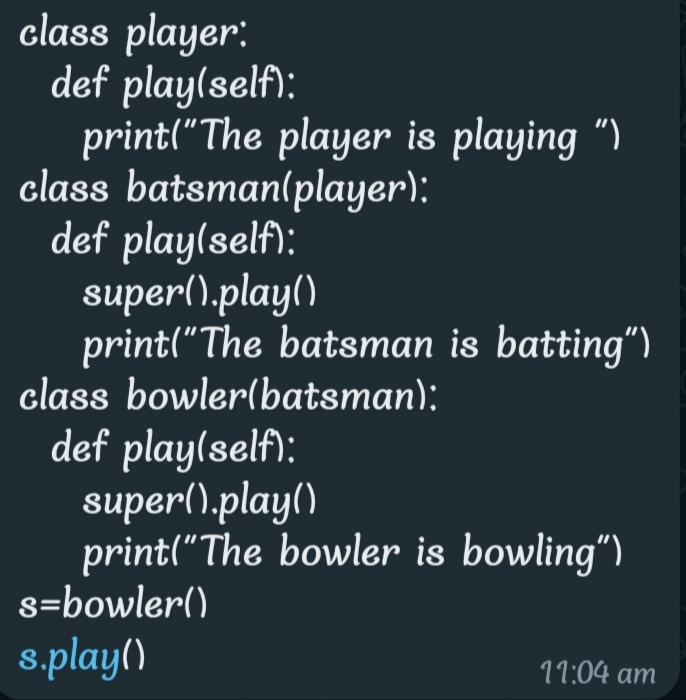 class player:
  def play(self):
    print("The player is playing ")
class batsman(player):
  def play(self):
    super().play()
    print("The batsman is batting")
class bowler(batsman):
  def play(self):
    super().play()
    print("The bowler is bowling")
s=bowler()
s.play()
11:04 am